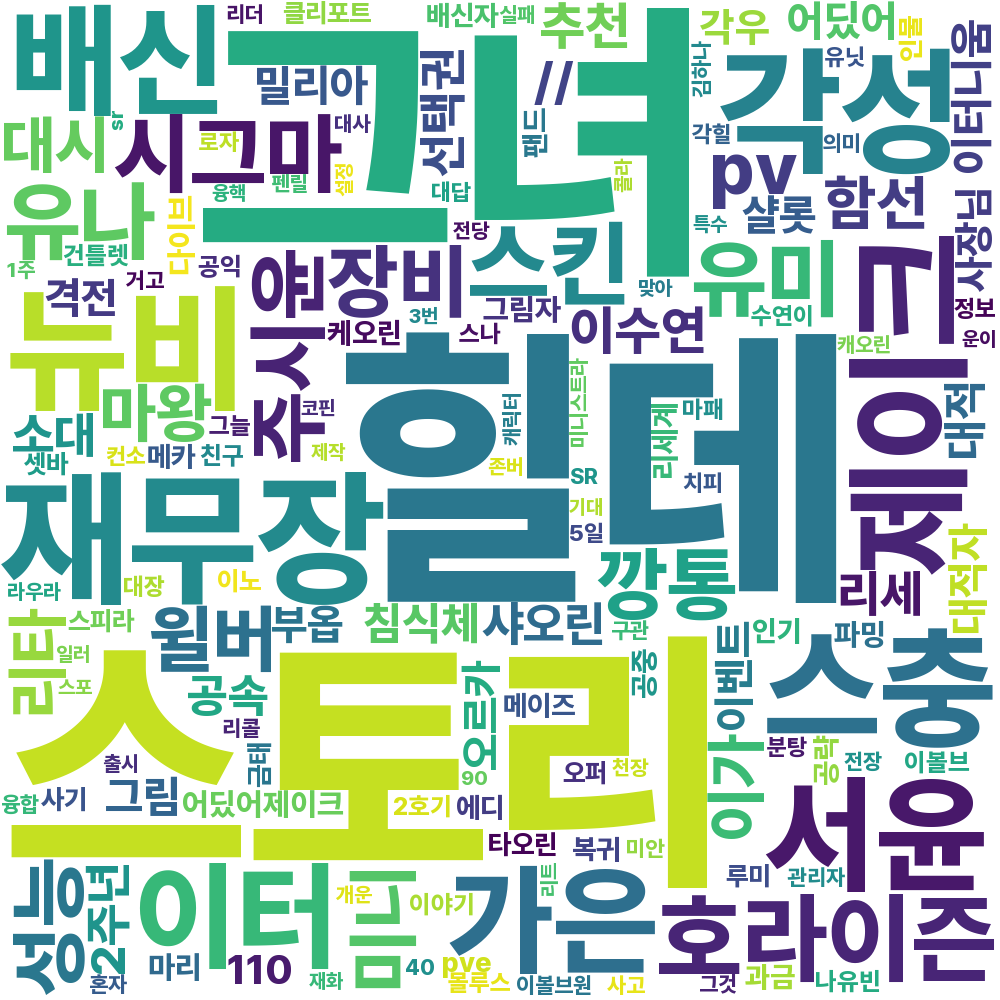 리더 클리포트 배신자 실패 추천 각우 어딨어
배신 그녀 밀리아 선택권 // 김하나 각성 유닛 인물
sr 대시 시그마 로자 대사 팬드 각힐 의미 이터니움
융핵 펜릴 설정 대답 쿨라 pv 함선
유나 다이브 전당 스킨 특수 샬롯 사장님
1주 건틀렛 공익 장비 유미
격전 거고 주시윤 케오린 3번 스나 그림자 맞아 이수연 수연이 제이크 정보
뉴비 힐데 캐오린 운이
마왕 그늘 코핀 캐릭터 미니스트라 리세계 마패 대적
소대 셋바 컨소 메카 친구 제작 존버 SR 치피
재무장 기대 5일 대적자
라우라 대장 이노 깡통 리세
리타 스피라 윌버 부옵 침식체 샤오린 구관 이벤트 인기 파밍
일러 스포 스토리 공속 오르카 메이즈 공중 스충
리콜 금태 이가 분탕 공략 전장 이볼브
출시 90 오퍼 천장
융합 사기 그림 어딨어제이크 2호기 에디 서윤
타오린 복귀 미안
성능 2주년 이터 미니 개운 이야기 리트 가은 루미 관리자 호라이즌
혼자 마리 110 재화 40 pve 볼루스 이볼브원 사고 그것 과금 나유빈